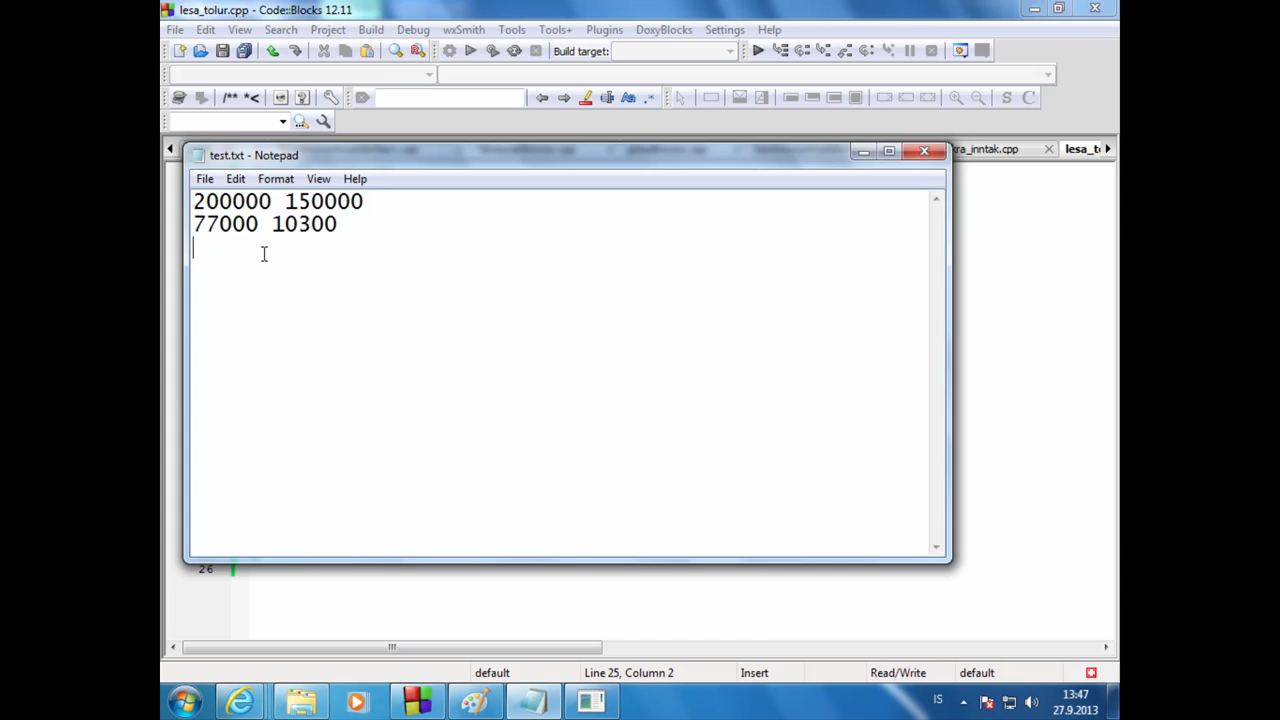 lesa_tolur.cpp - Code::Blocks 12.11
File Edit View Search Project Build Debug wxSmith Tools Tools+ Plugins DoxyBlocks Settings Help
Build target:
/** *<
S C
kra_inntak.cpp lesa_to
test.txt - Notepad
File Edit Format View Help
200000 150000
77000 10300
26
default Line 25, Column 2 Insert Read/Write default
IS 13:47
27.9.2013